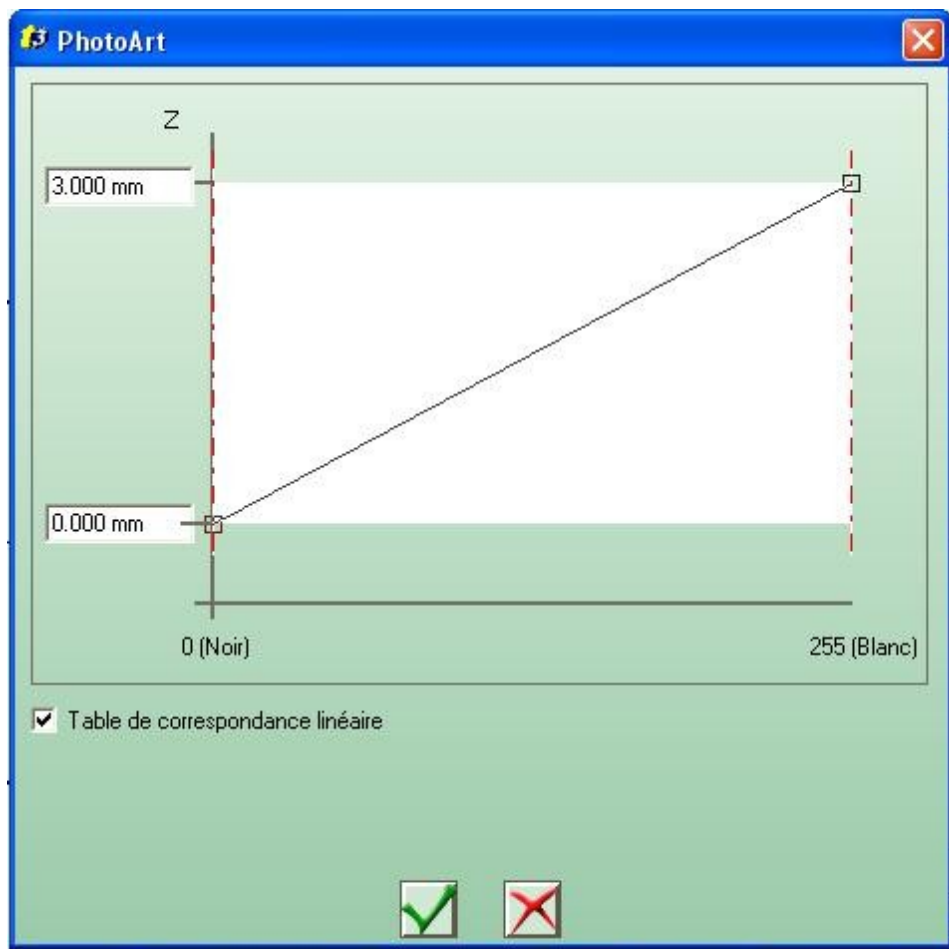 PhotoArt
Z
3.000 mm
0.000 mm
0 (Noir)
255 (Blanc)
Table de correspondance linéaire